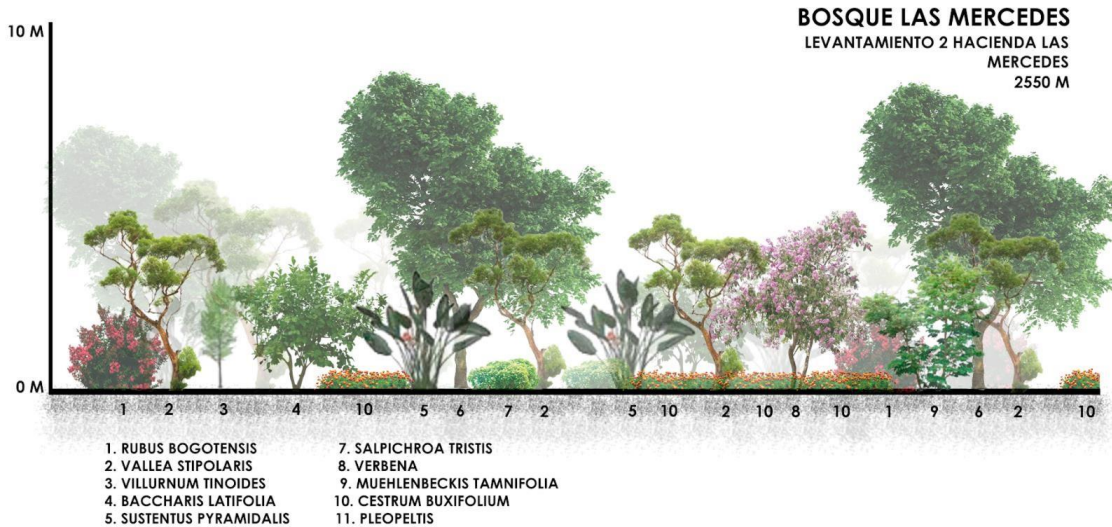 BOSQUE LAS MERCEDES
LEVANTAMIENTO 2 HACIENDA LAS
MERCEDES
2550 M
10 M
0 M
1 2 3 4 10 5 6 7 2 5 10 2 10 8 10 1 9 6 2 10
1. RUBUS BOGOTENSIS
2. VALLEA STIPOLARIS
3. VILLURNUM TINOIDES
4. BACCHARIS LATIFOLIA
5. SUSTENTUS PYRAMIDALIS
7. SALPICHROA TRISTIS
8. VERBENA
9. MUEHLENBECKIS TAMNIFOLIA
10. CESTRUM BUXIFOLIUM
11. PLEOPELTIS